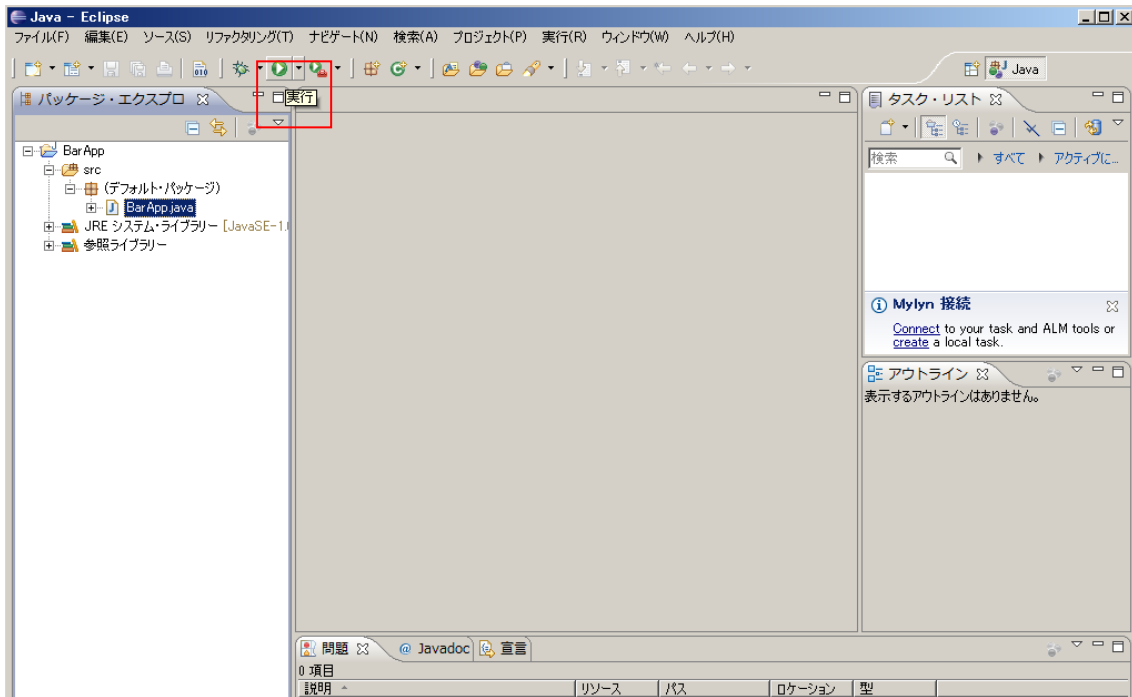 Java - Eclipse
ファイル(F) 編集(E) ソース(S) リファクタリング(T) ナビゲート(N) 検索(A) プロジェクト(P) 実行(R) ウィンドウ(W) ヘルプ(H)
Java
パッケージ・エクスプロ
実行
タスク・リスト
検索 すべて アクティブに...
BarApp
src
(デフォルト・パッケージ)
BarApp.java
JRE システム・ライブラリー [JavaSE-1.
参照ライブラリー
Mylyn 接続
Connect to your task and ALM tools or
create a local task.
アウトライン
表示するアウトラインはありません。
問題 @ Javadoc 宣言
0 項目
説明 リソース パス ロケーション 型